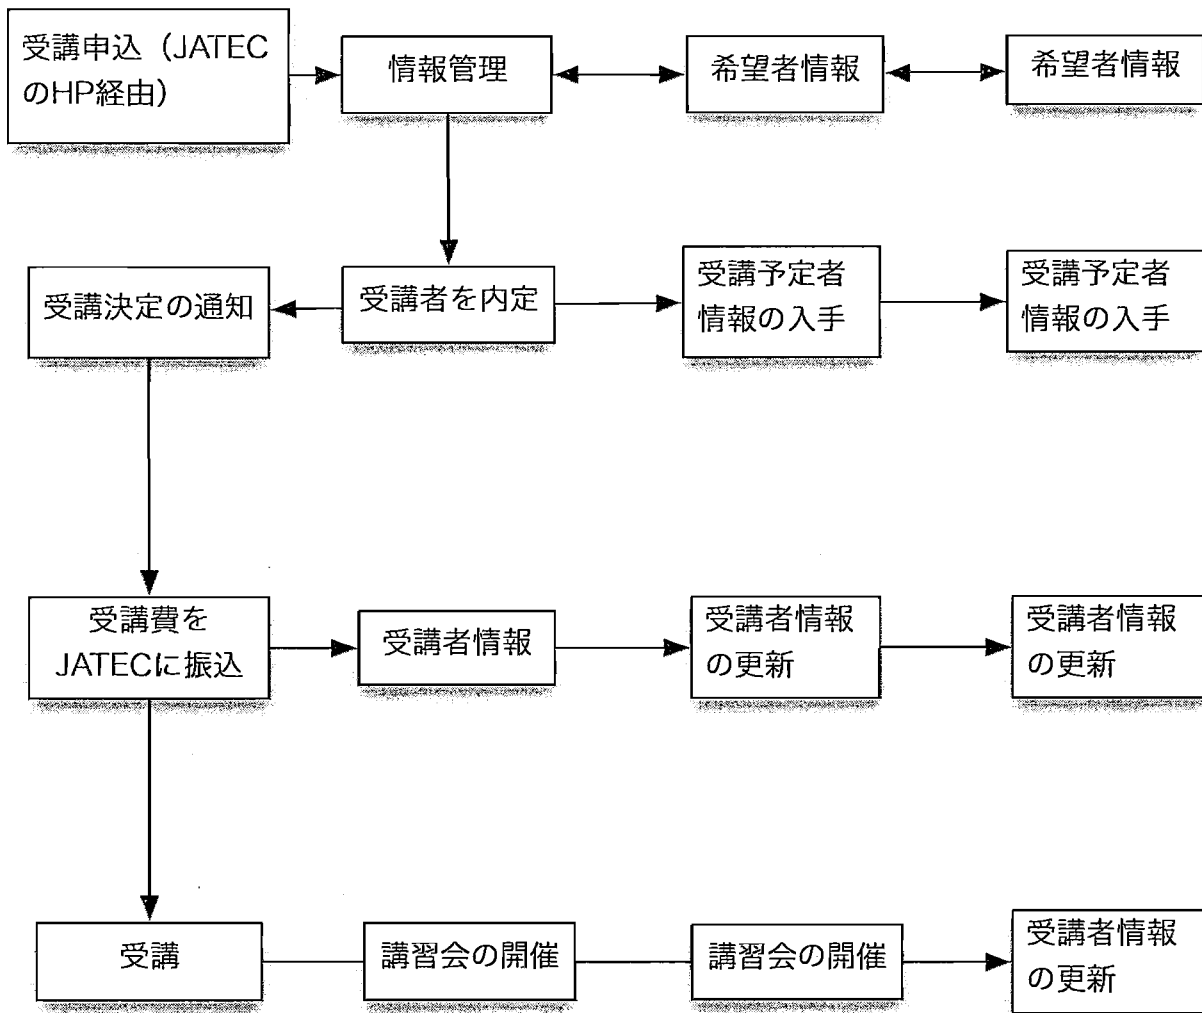 受講申込（JATEC
のHP経由）
情報管理
希望者情報
希望者情報
受講決定の通知
受講者を内定
受講予定者
情報の入手
受講予定者
情報の入手
受講費を
JATECに振込
受講者情報
受講者情報
の更新
受講者情報
の更新
受講
講習会の開催
講習会の開催
受講者情報
の更新